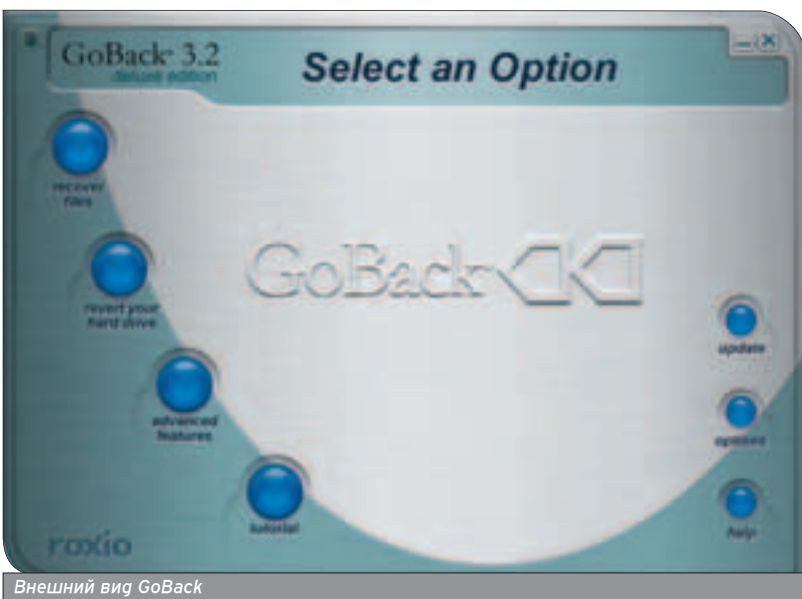 GoBack 3.2
deluxe edition
Select an Option
recover
files
revert your
hard drive
advanced
features
tutorial
GoBack
update
options
help
roxio
Внешний вид GoBack